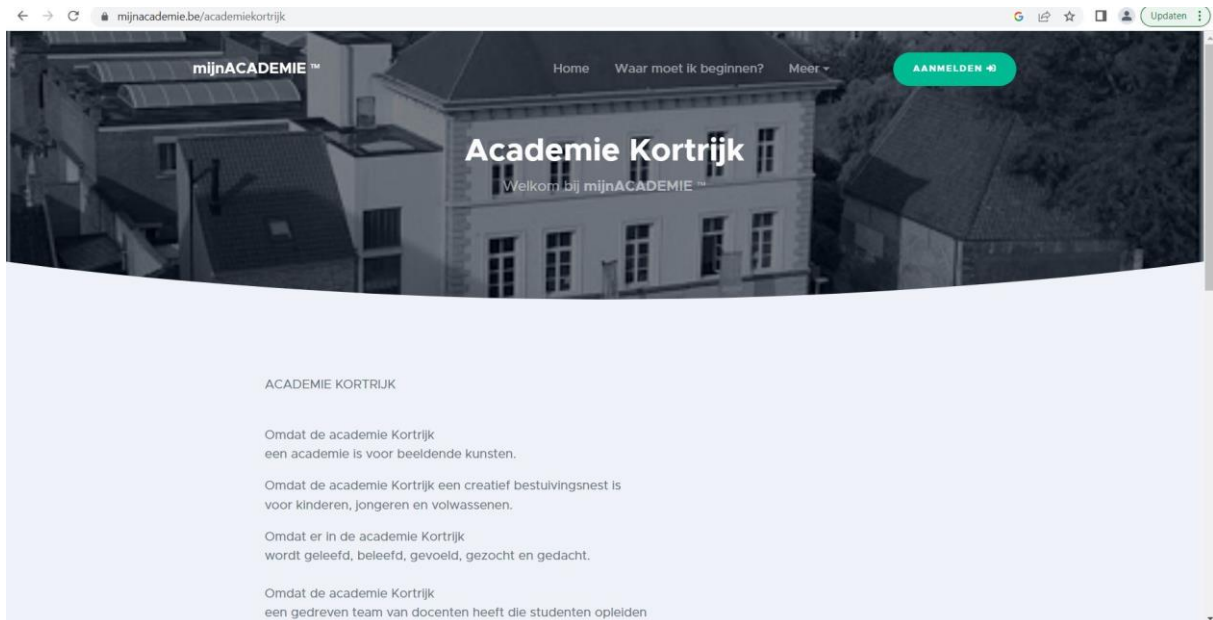 mijnacademie.be/academiekortrijk
Updaten
mijnACADEMIE ™
Home Waar moet ik beginnen? Meer
AANMELDEN
Academie Kortrijk
Welkom bij mijnACADEMIE ™
ACADEMIE KORTRIJK
Omdat de academie Kortrijk
een academie is voor beeldende kunsten.
Omdat de academie Kortrijk een creatief bestuivingsnest is
voor kinderen, jongeren en volwassenen.
Omdat er in de academie Kortrijk
wordt geleefd, beleefd, gevoeld, gezocht en gedacht.
Omdat de academie Kortrijk
een gedreven team van docenten heeft die studenten opleiden